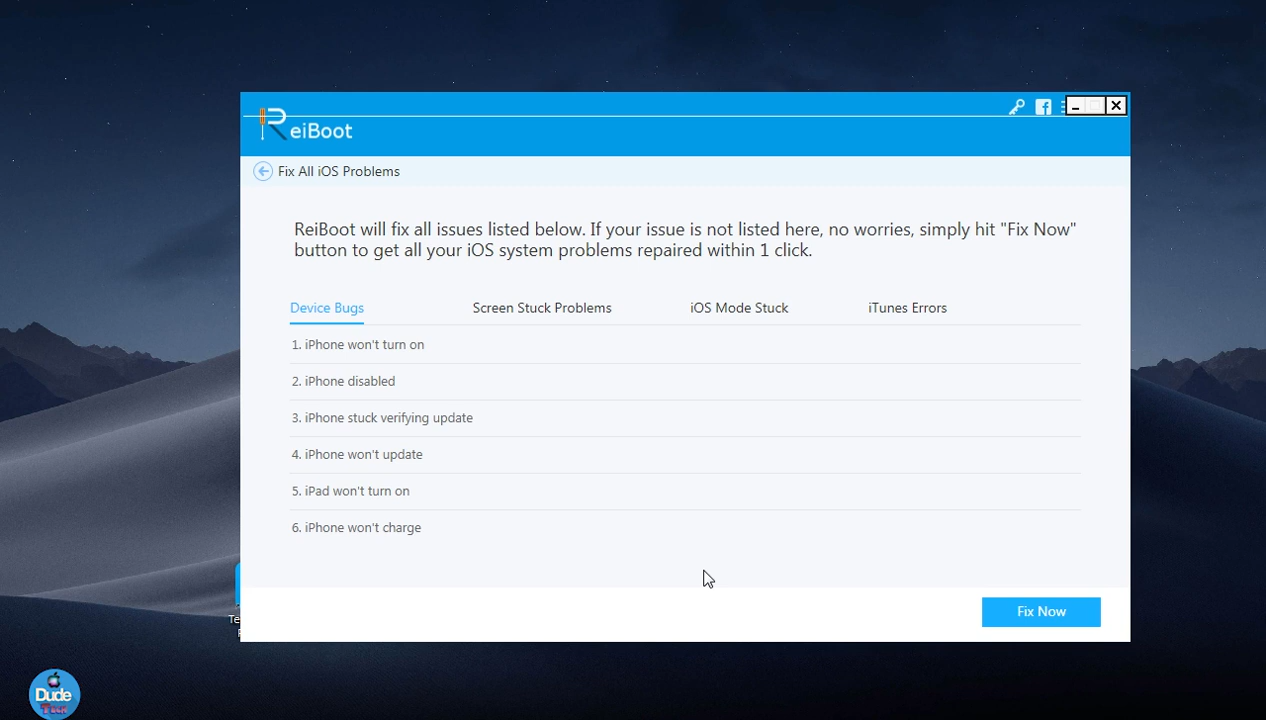 ReiBoot
Fix All iOS Problems
ReiBoot will fix all issues listed below. If your issue is not listed here, no worries, simply hit "Fix Now"
button to get all your iOS system problems repaired within 1 click.
Device Bugs
Screen Stuck Problems
iOS Mode Stuck
iTunes Errors
1. iPhone won't turn on
2. iPhone disabled
3. iPhone stuck verifying update
4. iPhone won't update
5. iPad won't turn on
6. iPhone won't charge
Te
Fix Now
Dude
Tech